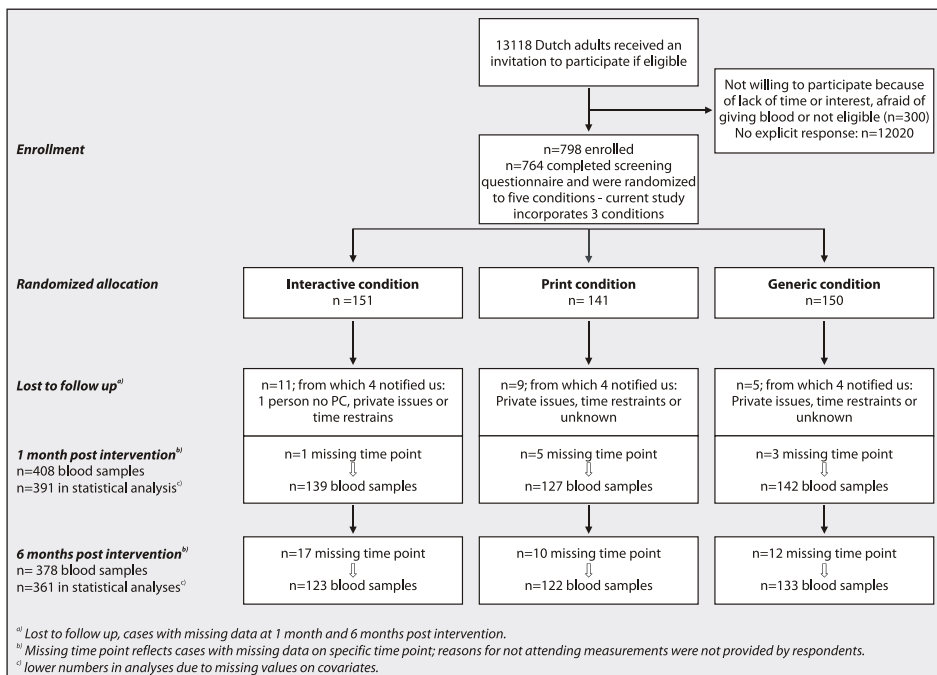 13118 Dutch adults received an
invitation to participate if eligible
Not willing to participate because
of lack of time or interest, afraid of
giving blood or not eligible (n=300)
No explicit response: n=12020
Enrollment
n=798 enrolled
n=764 completed screening
questionnaire and were randomized
to five conditions - current study
incorporates 3 conditions
Randomized allocation
Interactive condition
n =151
Print condition
n= 141
Generic condition
n=150
Lost to follow up a)
n=11; from which 4 notified us:
1 person no PC, private issues or
time restrains
n=9; from which 4 notified us:
Private issues, time restraints or
unknown
n=5; from which 4 notified us:
Private issues, time restraints or
unknown
1 month post intervention b)
n=408 blood samples
n=391 in statistical analysis c)
n=1 missing time point
⇩
n=139 blood samples
n=5 missing time point
⇩
n=127 blood samples
n=3 missing time point
⇩
n=142 blood samples
6 months post intervention b)
n= 378 blood samples
n=361 in statistical analyses c)
n=17 missing time point
⇩
n=123 blood samples
n=10 missing time point
⇩
n=122 blood samples
n=12 missing time point
⇩
n=133 blood samples
a) Lost to follow up, cases with missing data at 1 month and 6 months post intervention.
b) Missing time point reflects cases with missing data on specific time point; reasons for not attending measurements were not provided by respondents.
c) lower numbers in analyses due to missing values on covariates.